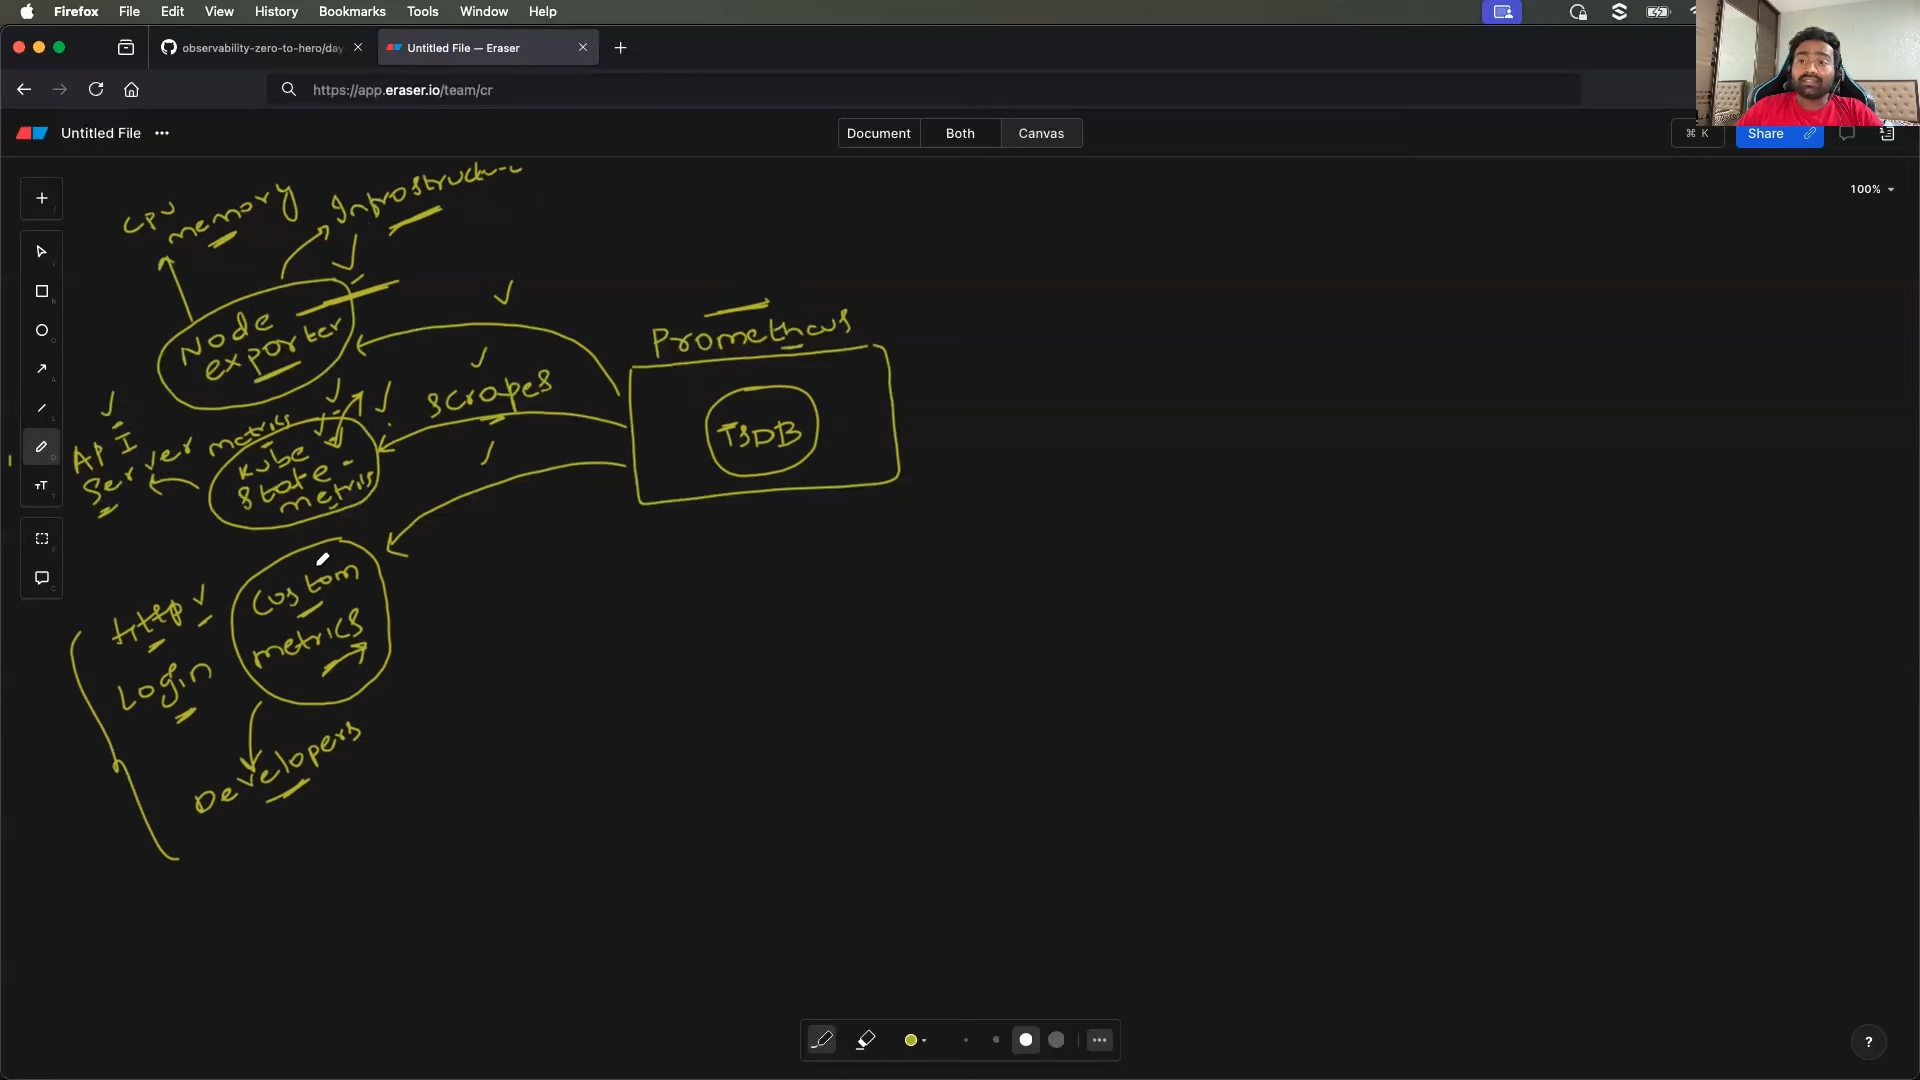 Firefox File Edit View History Bookmarks Tools Window Help
observability-zero-to-hero/day
Untitled File — Eraser
https://app.eraser.io/team/cr
Untitled File
Document Both Canvas
⌘ K
Share
100%
CPU
memory
Infrostructure
Node
exporter
API
Server metrics
Kube
state-
metrics
scrapes
Prometheus
TSDB
Http
Login
Custom
metrics
Developers
?